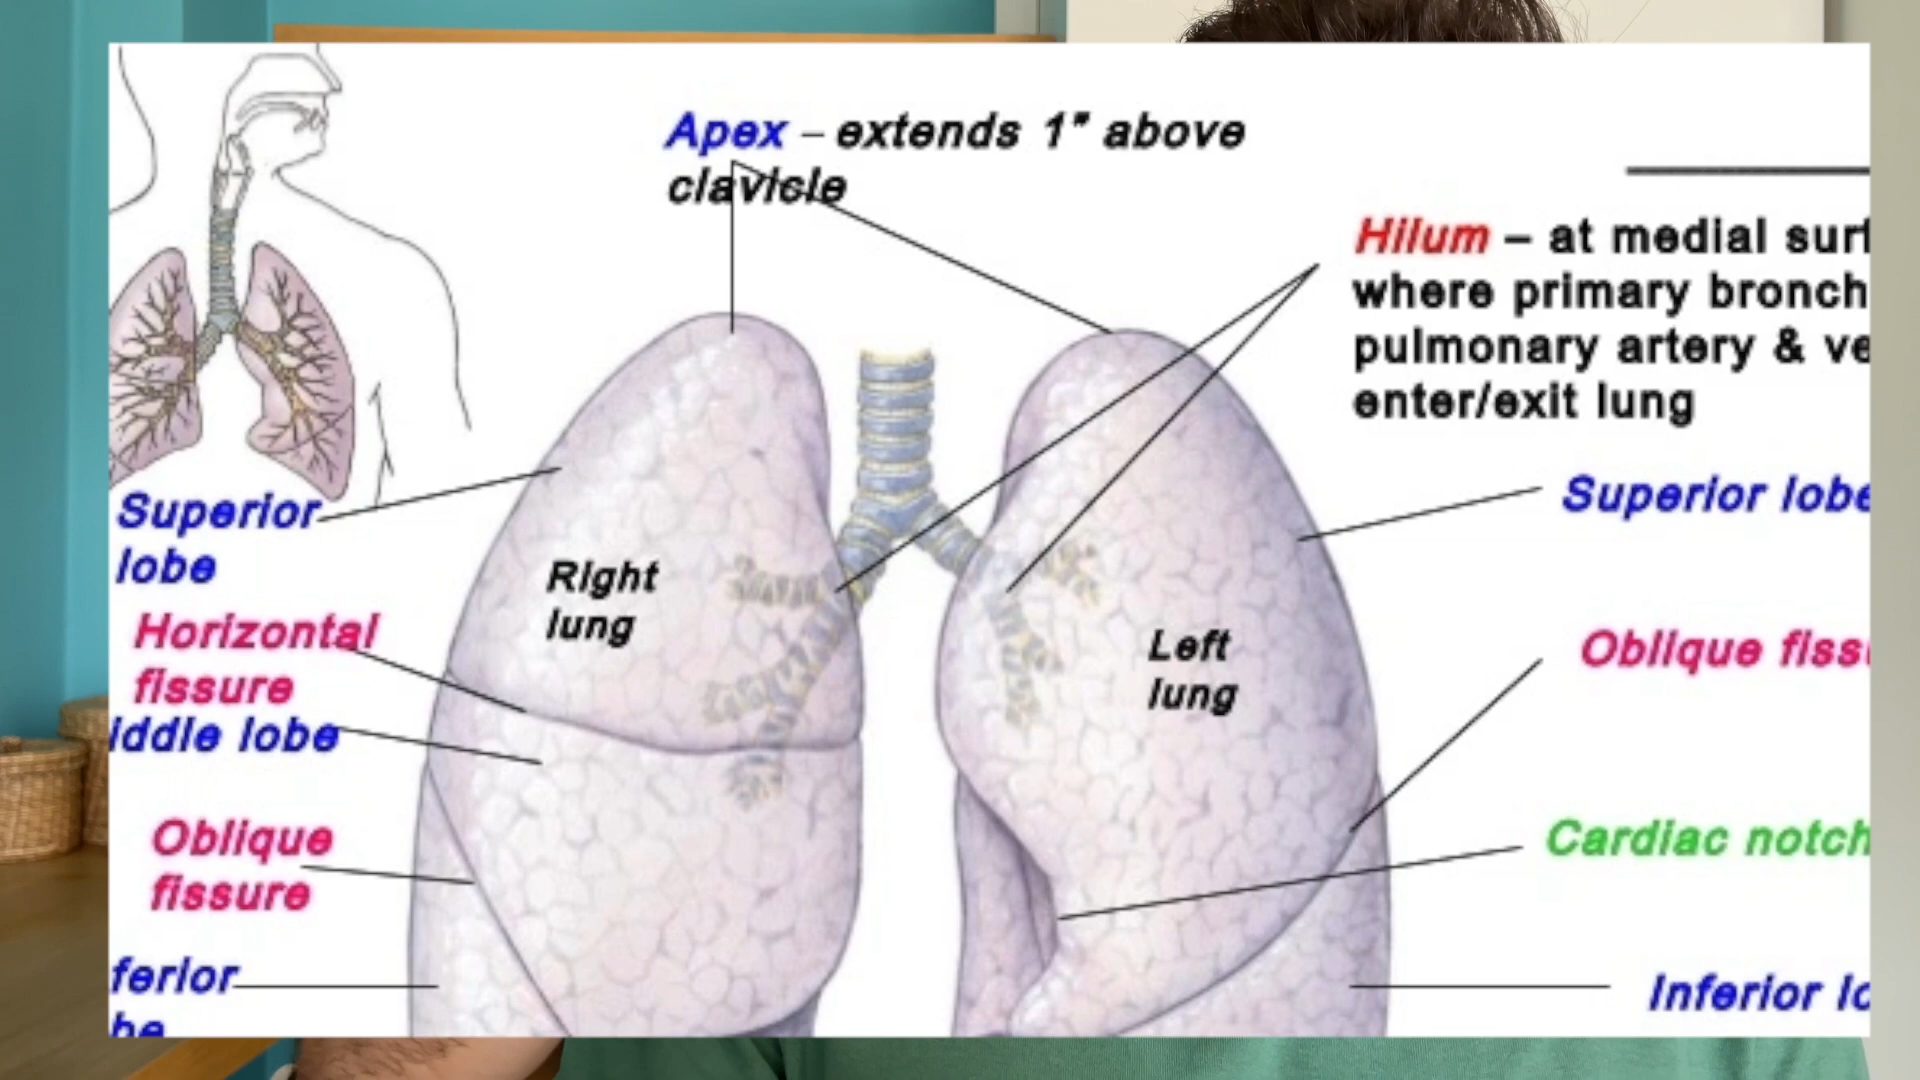 Apex – extends 1" above
clavicle
Hilum – at medial surf
where primary bronch
pulmonary artery & ve
enter/exit lung
Superior
lobe
Right
lung
Superior lobe
Horizontal
fissure
iddle lobe
Left
lung
Oblique fissu
Oblique
fissure
Cardiac notch
ferior
be
Inferior lo